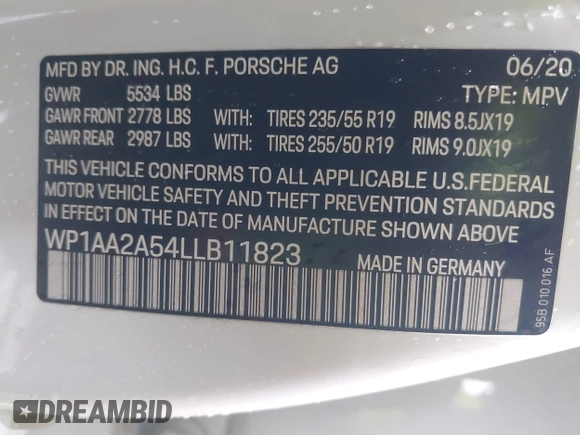 MFD BY DR. ING. H.C. F. PORSCHE AG 06/20
GVWR 5534 LBS TYPE: MPV
GAWR FRONT 2778 LBS WITH: TIRES 235/55 R19 RIMS 8.5JX19
GAWR REAR 2987 LBS WITH: TIRES 255/50 R19 RIMS 9.0JX19
THIS VEHICLE CONFORMS TO ALL APPLICABLE U.S. FEDERAL
MOTOR VEHICLE SAFETY AND THEFT PREVENTION STANDARDS
IN EFFECT ON THE DATE OF MANUFACTURE SHOWN ABOVE
WP1AA2A54LLB11823 MADE IN GERMANY
95B 010 016 AF
DREAMBID